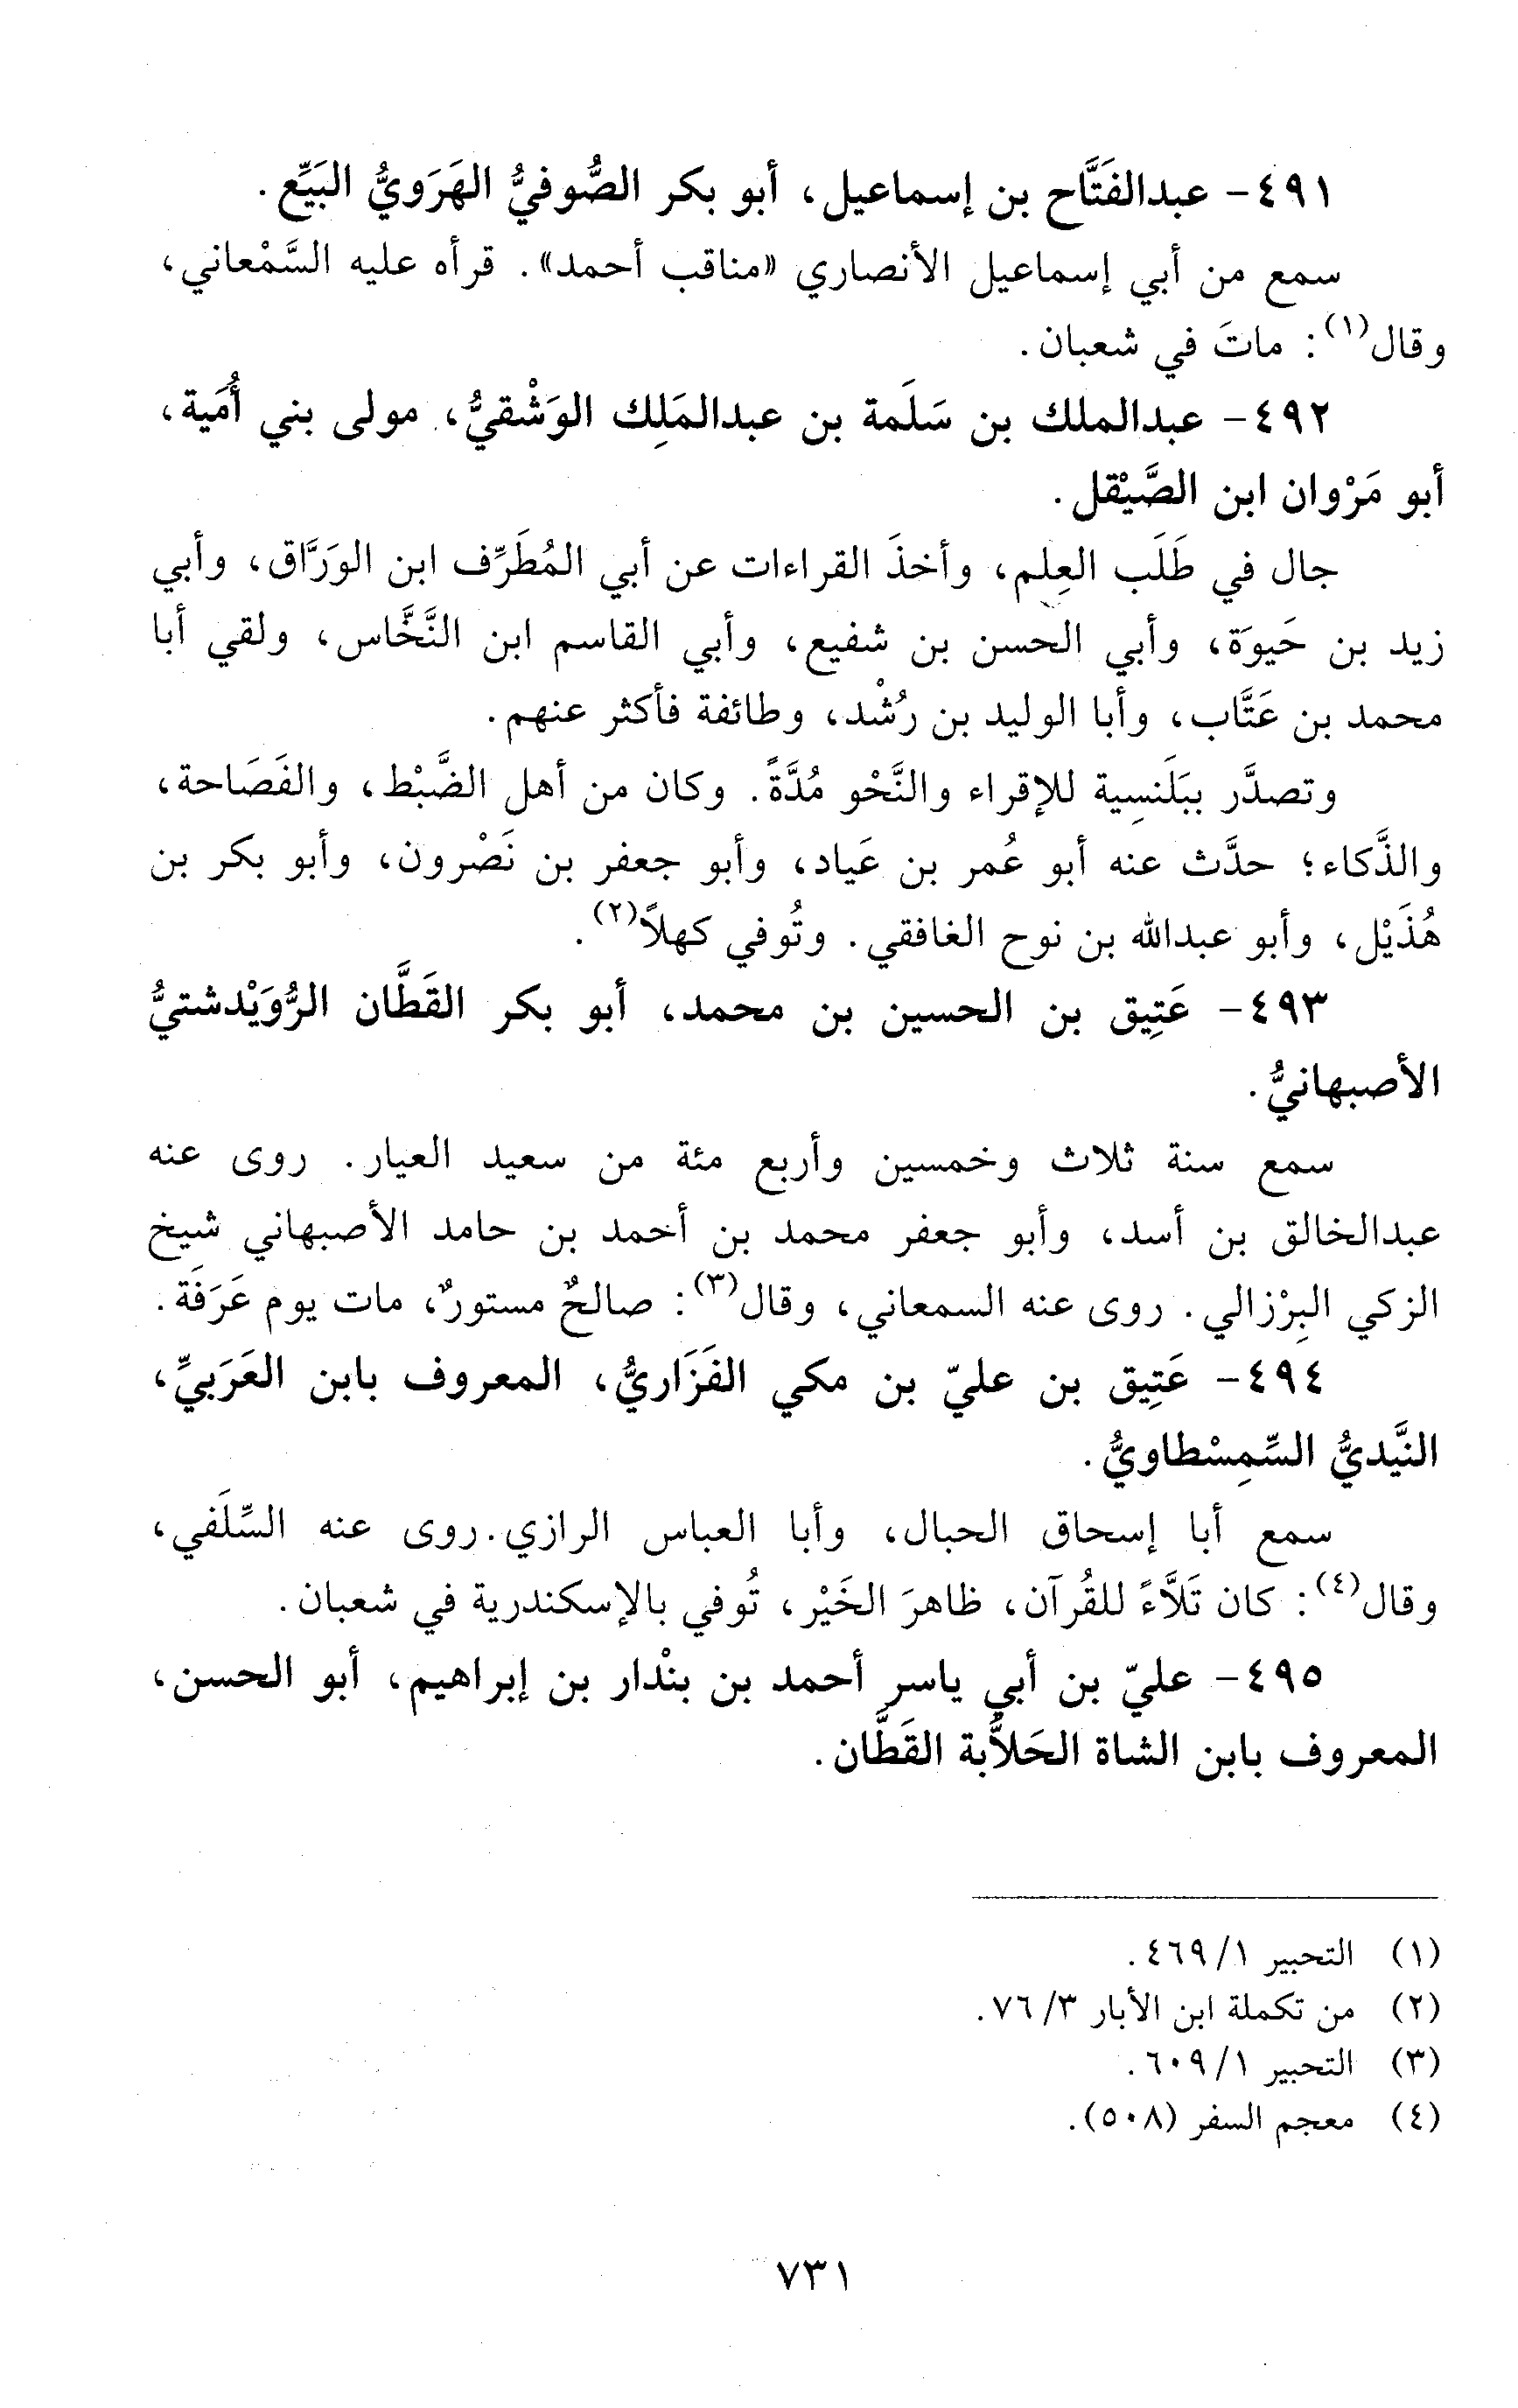 ٤٩١- عبدالفَتَّاح بن إسماعيل، أبو بكر الصُّوفيُّ الهَرَويُّ البَيِّع.
سمع من أبي إسماعيل الأنصاري «مناقب أحمد». قرأه عليه السَّمْعاني،
وقال(١): ماتَ في شعبان.
٤٩٢- عبدالملك بن سَلَمة بن عبدالمَلِك الوَشْقيُّ، مولى بني أُمَية،
أبو مَرْوان ابن الصَّيْقل.
جال في طَلَب العِلم، وأخذَ القراءات عن أبي المُطَرِّف ابن الوَرَّاق، وأبي
زيد بن حَيوَة، وأبي الحسن بن شفيع، وأبي القاسم ابن النَّخَّاس، ولقي أبا
محمد بن عَتَّاب، وأبا الوليد بن رُشْد، وطائفة فأكثر عنهم.
وتصدَّر ببَلَنسِية للإقراء والنَّحْو مُدَّةً. وكان من أهل الضَّبْط، والفَصَاحة،
والذَّكاء؛ حدَّث عنه أبو عُمر بن عَياد، وأبو جعفر بن نَصْرون، وأبو بكر بن
هُذَيْل، وأبو عبدالله بن نوح الغافقي. وتُوفي كهلاً(٢).
٤٩٣- عَتِيق بن الحسين بن محمد، أبو بكر القَطَّان الرُّوَيْدشتيُّ
الأصبهانيُّ.
سمع سنة ثلاث وخمسين وأربع مئة من سعيد العيار. روى عنه
عبدالخالق بن أسد، وأبو جعفر محمد بن أحمد بن حامد الأصبهاني شيخ
الزكي البِرْزالي. روى عنه السمعاني، وقال(٣): صالحٌ مستورٌ، مات يوم عَرَفَة.
٤٩٤- عَتِيق بن عليّ بن مكي الفَزَاريُّ، المعروف بابن العَرَبيِّ،
النَّيديُّ السِّمِسْطاويُّ.
سمع أبا إسحاق الحبال، وأبا العباس الرازي. روى عنه السِّلَفي،
وقال(٤): كان تَلاَّءً للقُرآن، ظاهرَ الخَيْر، تُوفي بالإسكندرية في شعبان.
٤٩٥- عليّ بن أبي ياسر أحمد بن بنْدار بن إبراهيم، أبو الحسن،
المعروف بابن الشاة الحَلاَّبة القَطَّان.
(١) التحبير ١/ ٤٦٩.
(٢) من تكملة ابن الأبار ٣/ ٧٦.
(٣) التحبير ١/ ٦٠٩.
(٤) معجم السفر (٥٠٨).
٧٣١